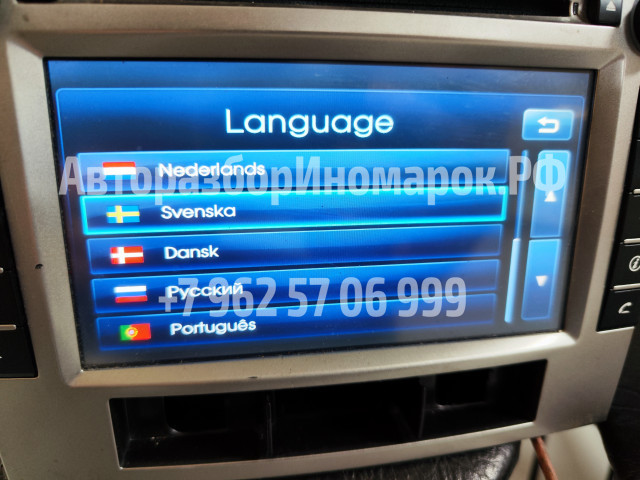 Language
Nederlands
АвторазборИномарок.РФ
Svenska
Dansk
Русский
+7 962 57 06 999
Português